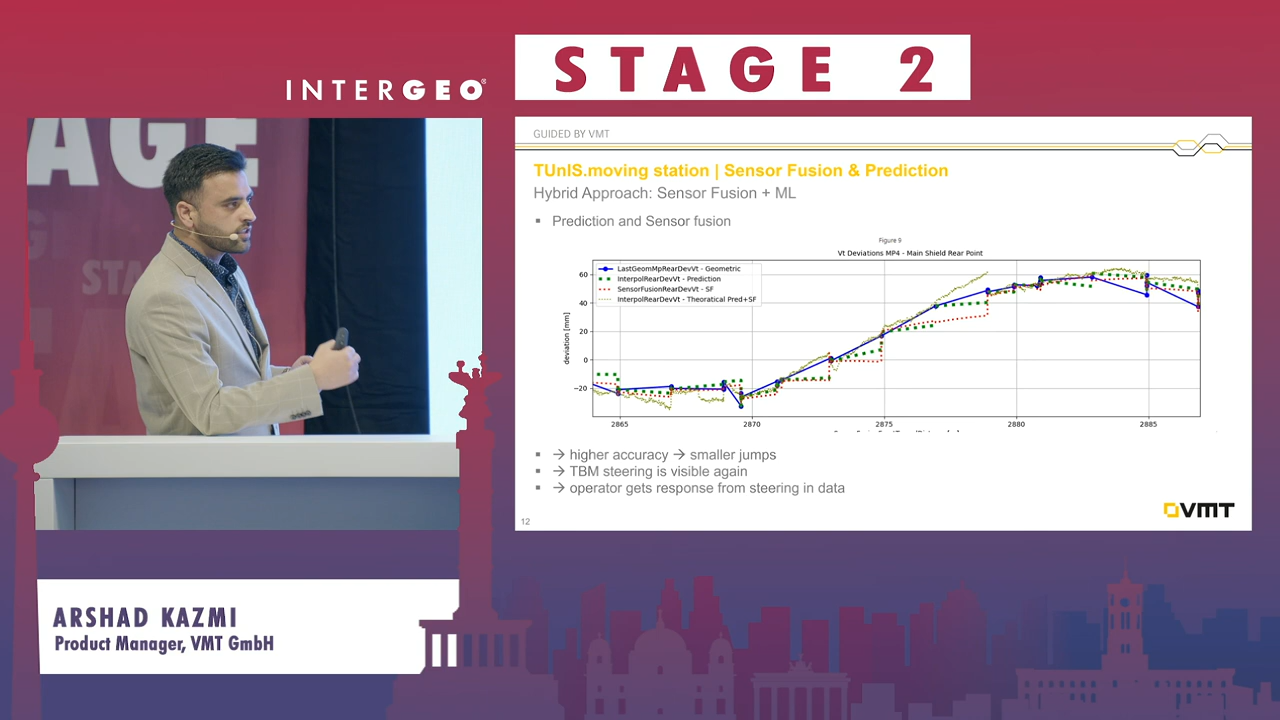 STAGE 2
INTERGEO®
AGE
STA
GUIDED BY VMT
TUnIS.moving station | Sensor Fusion & Prediction
Hybrid Approach: Sensor Fusion + ML
▪ Prediction and Sensor fusion
Figure 9
Vt Deviations MP4 - Main Shield Rear Point
LastGeomMpRearDevVt - Geometric
InterpolRearDevVt - Prediction
SensorFusionRearDevVt - SF
InterpolRearDevVt - Theoratical Pred+SF
deviation [mm]
60
40
20
0
−20
2865 2870 2875 2880 2885
▪ → higher accuracy → smaller jumps
▪ → TBM steering is visible again
▪ → operator gets response from steering in data
12
VMT
ARSHAD KAZMI
Product Manager, VMT GmbH